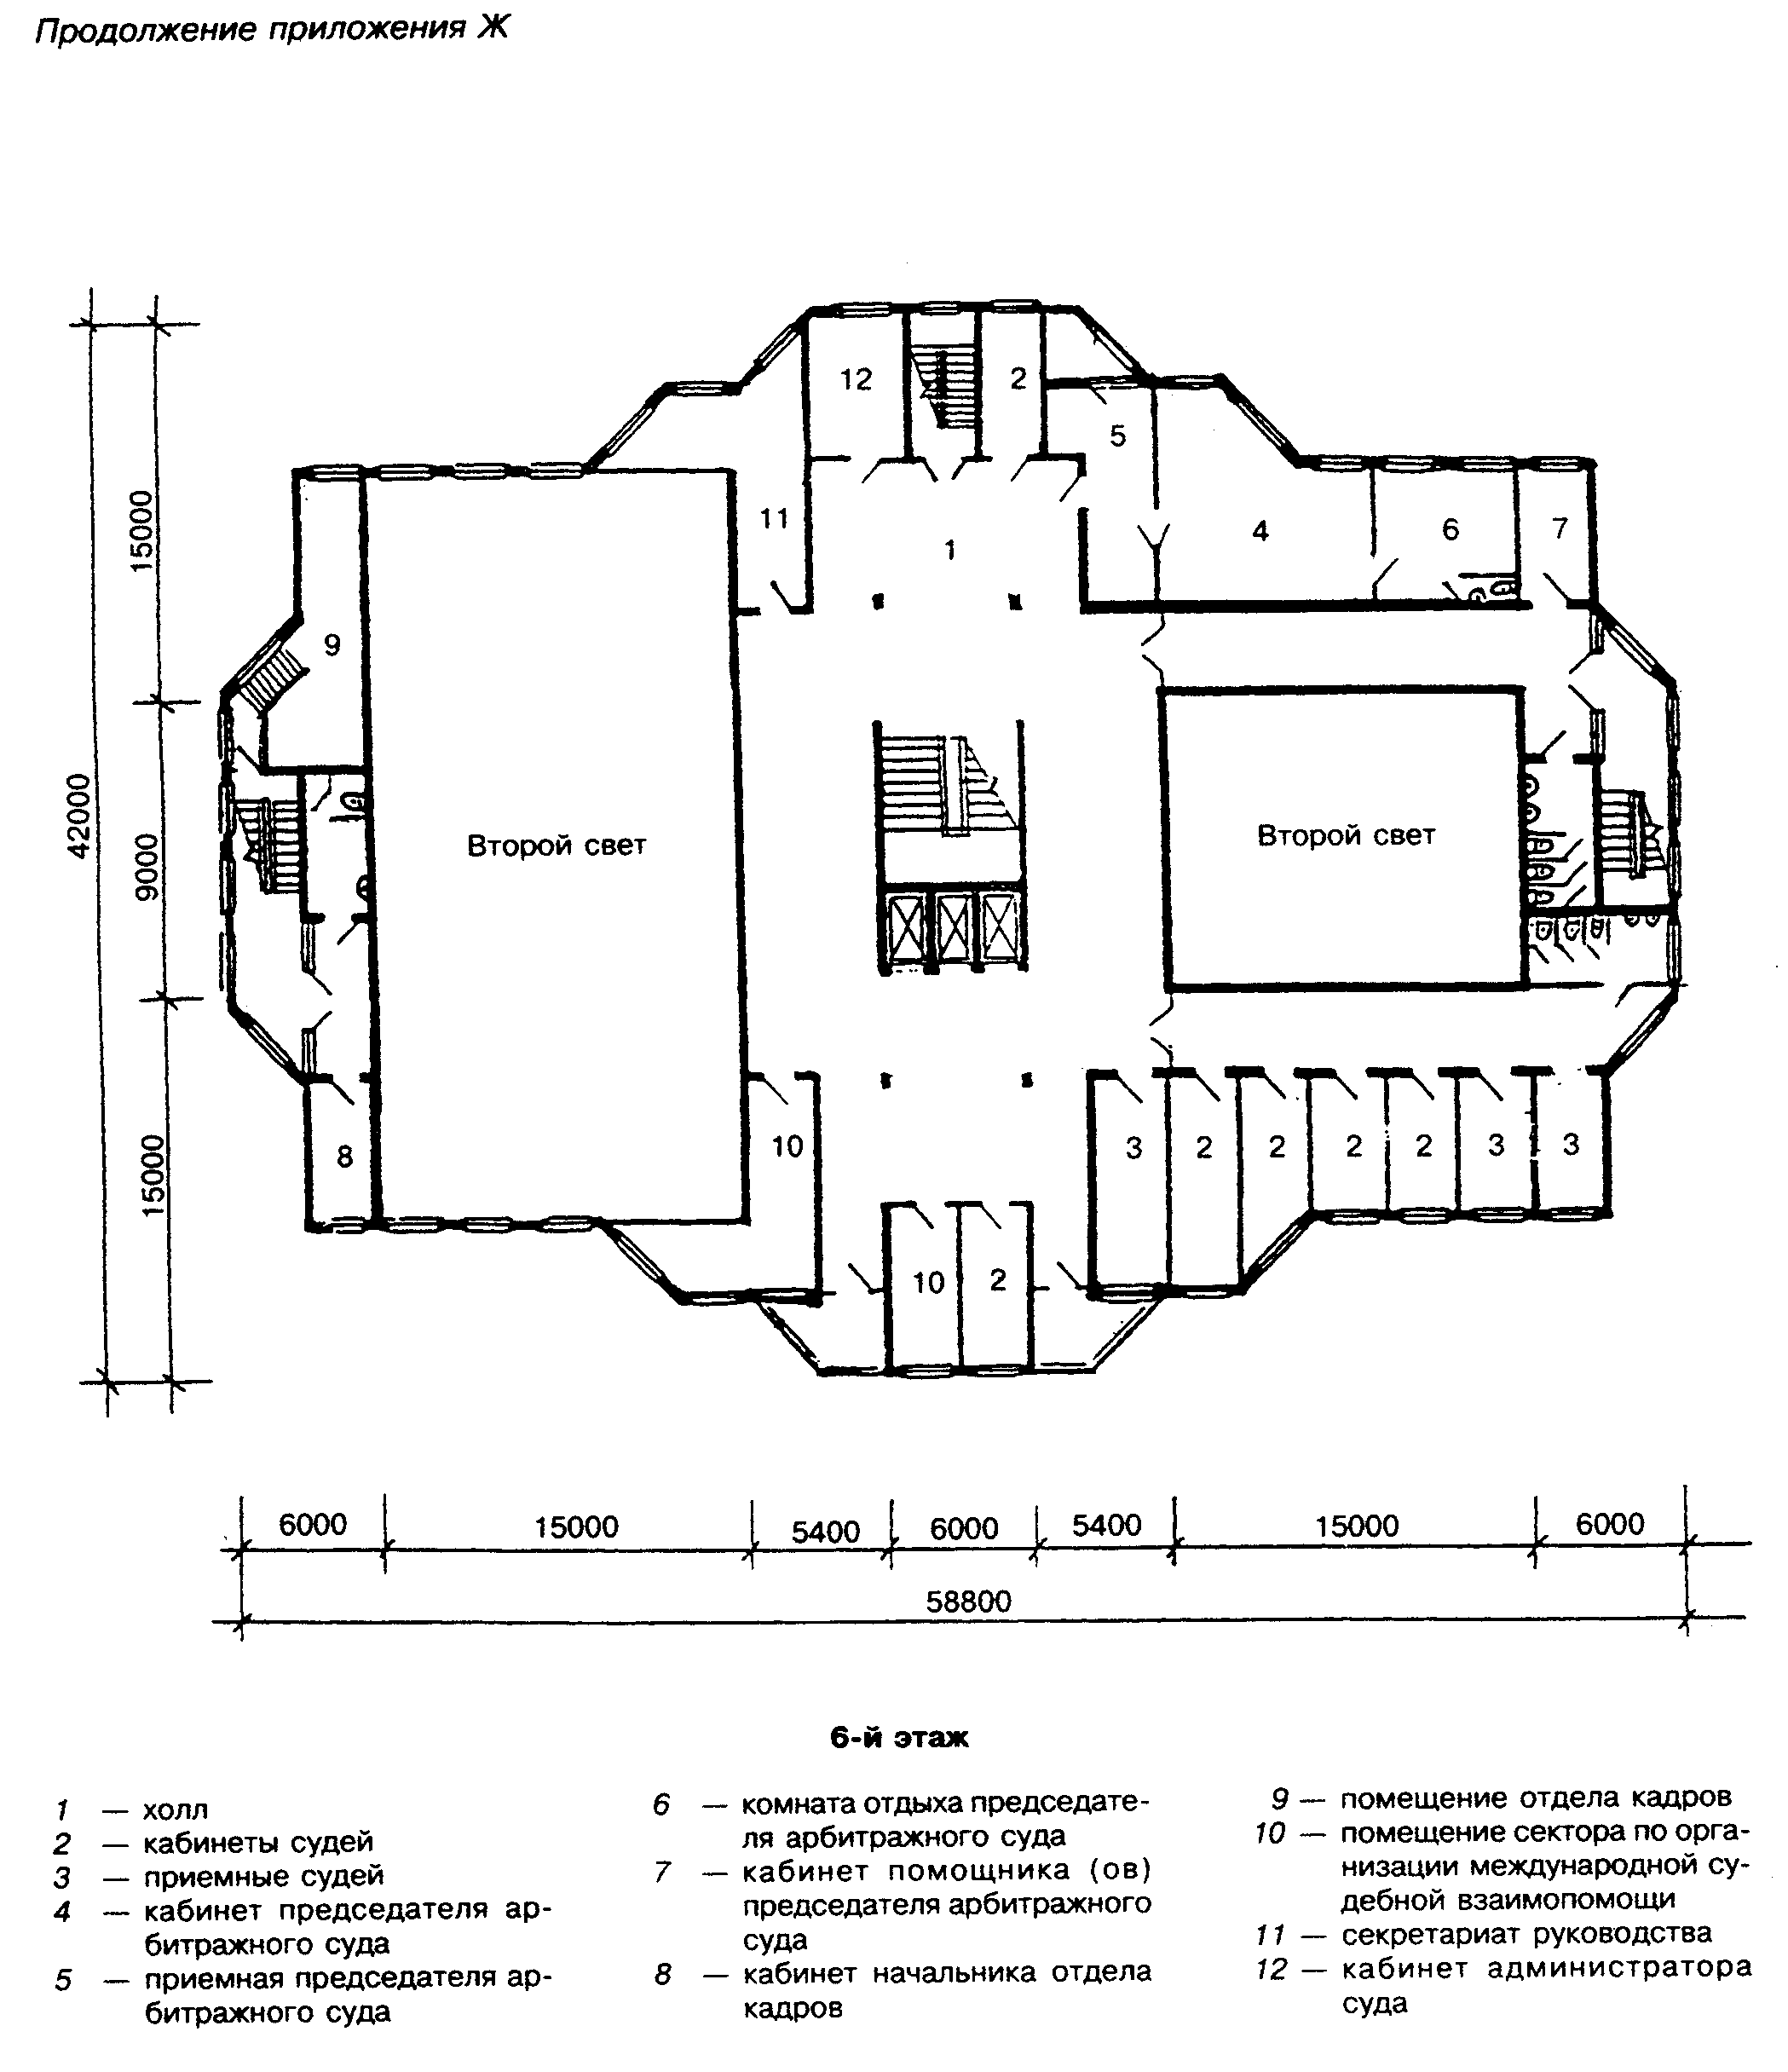 Продолжение приложения Ж
12
2
5
11
1
4
6
7
9
15000
42000
9000
15000
Второй свет
Второй свет
8
10
3
2
2
2
2
3
3
10
2
6000
15000
5400
6000
5400
15000
6000
58800
6-й этаж
1 — холл
2 — кабинеты судей
3 — приемные судей
4 — кабинет председателя ар-
битражного суда
5 — приемная председателя ар-
битражного суда
6 — комната отдыха председате-
ля арбитражного суда
7 — кабинет помощника (ов)
председателя арбитражного
суда
8 — кабинет начальника отдела
кадров
9 — помещение отдела кадров
10 — помещение сектора по орга-
низации международной су-
дебной взаимопомощи
11 — секретариат руководства
12 — кабинет администратора
суда